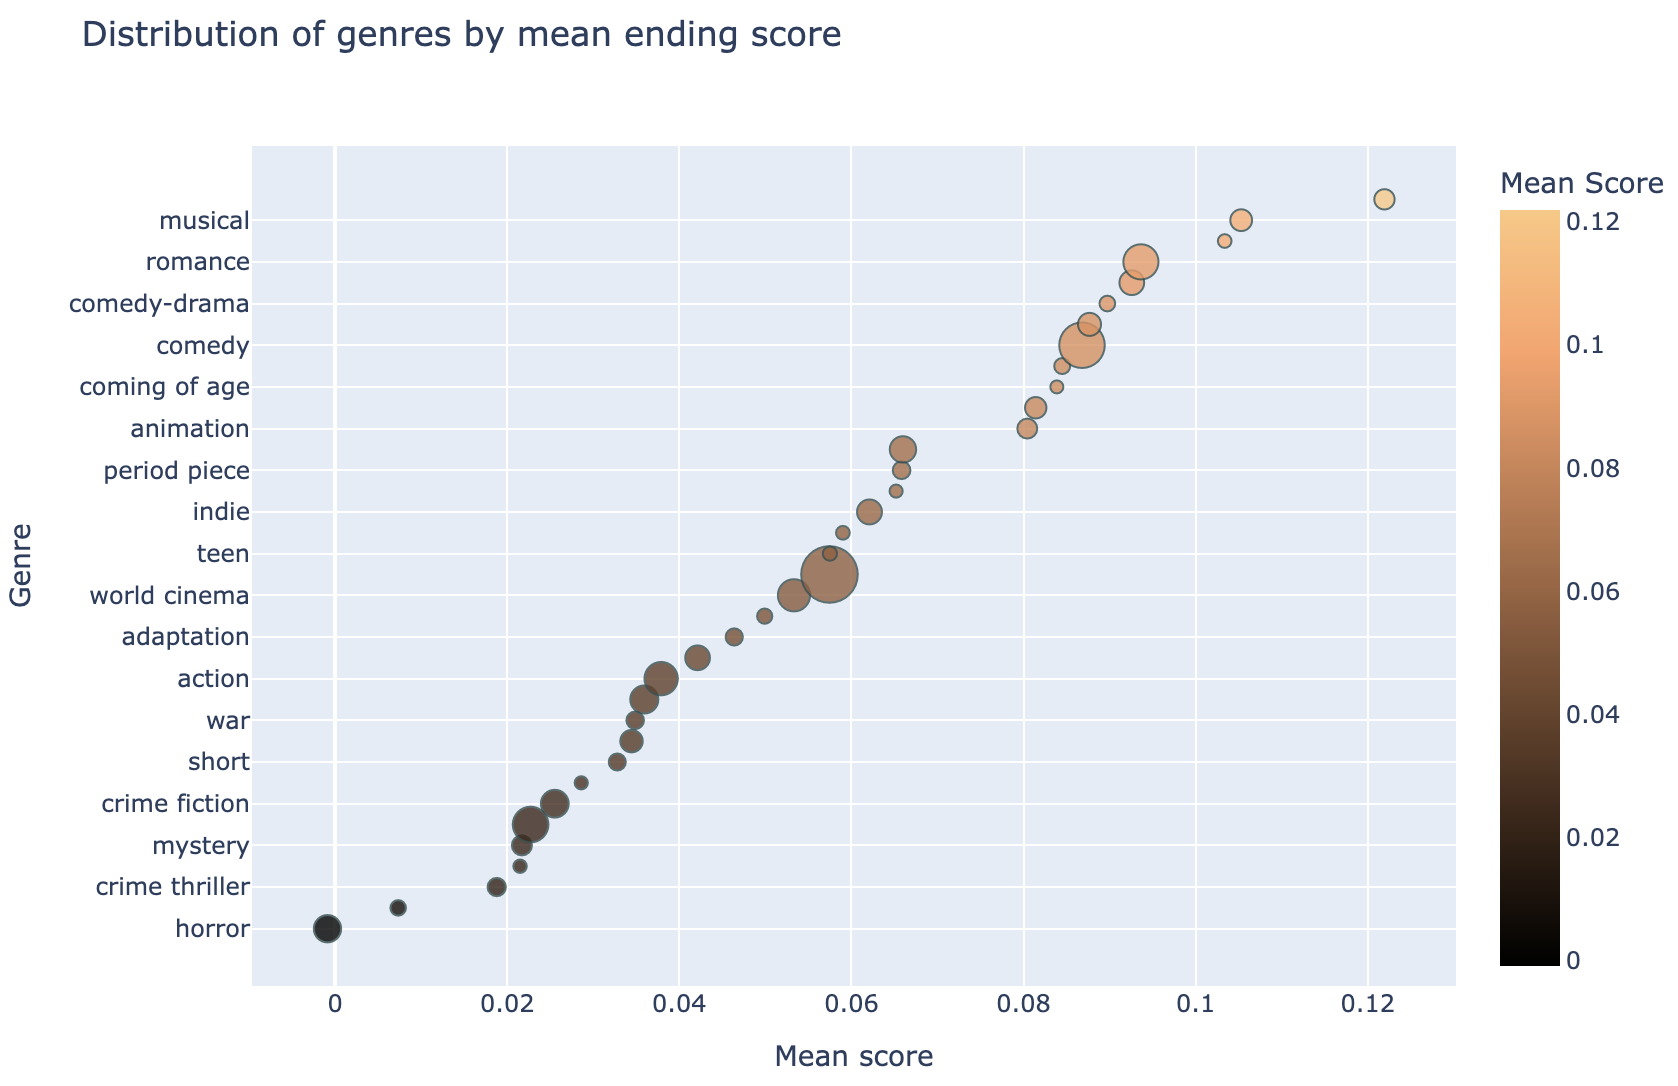 Distribution of genres by mean ending score
Mean Score
musical
romance
comedy-drama
comedy
coming of age
animation
period piece
indie
teen
world cinema
adaptation
action
war
short
crime fiction
mystery
crime thriller
horror
Genre
0
0.02
0.04
0.06
0.08
0.1
0.12
Mean score
0.12
0.1
0.08
0.06
0.04
0.02
0